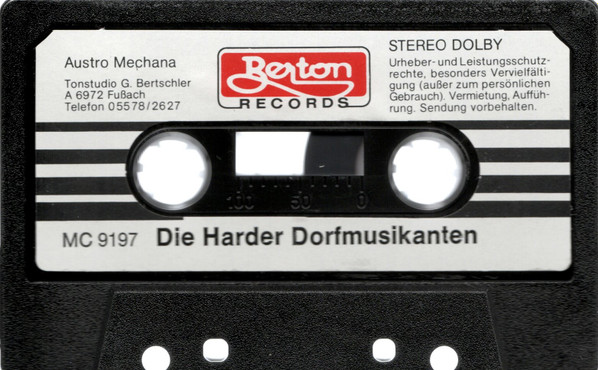 Austro Mechana
Tonstudio G. Bertschler
A 6972 Fußach
Telefon 05578/2627
Berton
RECORDS
STEREO DOLBY
Urheber- und Leistungsschutz-
rechte, besonders Vervielfälti-
gung (außer zum persönlichen
Gebrauch). Vermietung, Auffüh-
rung. Sendung vorbehalten.
100 50 0
MC 9197 Die Harder Dorfmusikanten